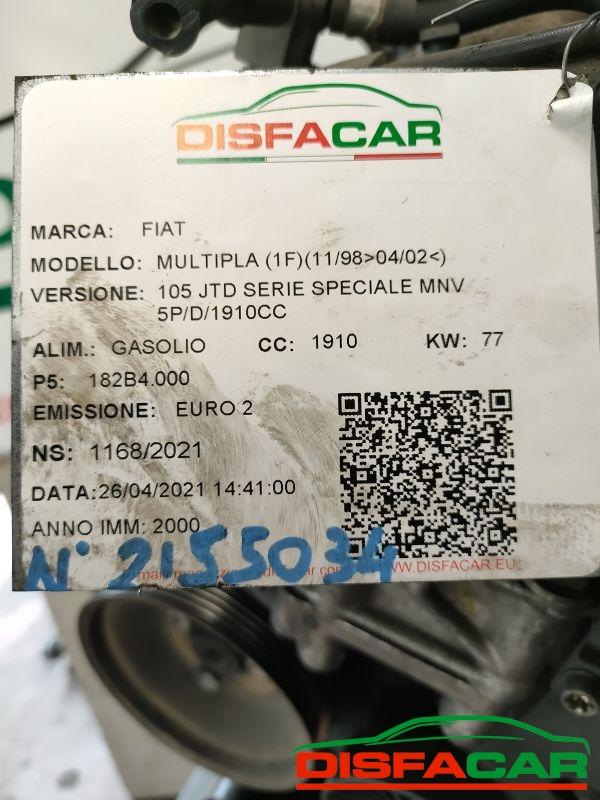 DISFACAR
MARCA: FIAT
MODELLO: MULTIPLA (1F)(11/98>04/02<)
VERSIONE: 105 JTD SERIE SPECIALE MNV
5P/D/1910CC
ALIM.: GASOLIO CC: 1910 KW: 77
P5: 182B4.000
EMISSIONE: EURO 2
NS: 1168/2021
DATA:26/04/2021 14:41:00
ANNO IMM: 2000
N° 2155034
WWW.DISFACAR.EU
DISFACAR